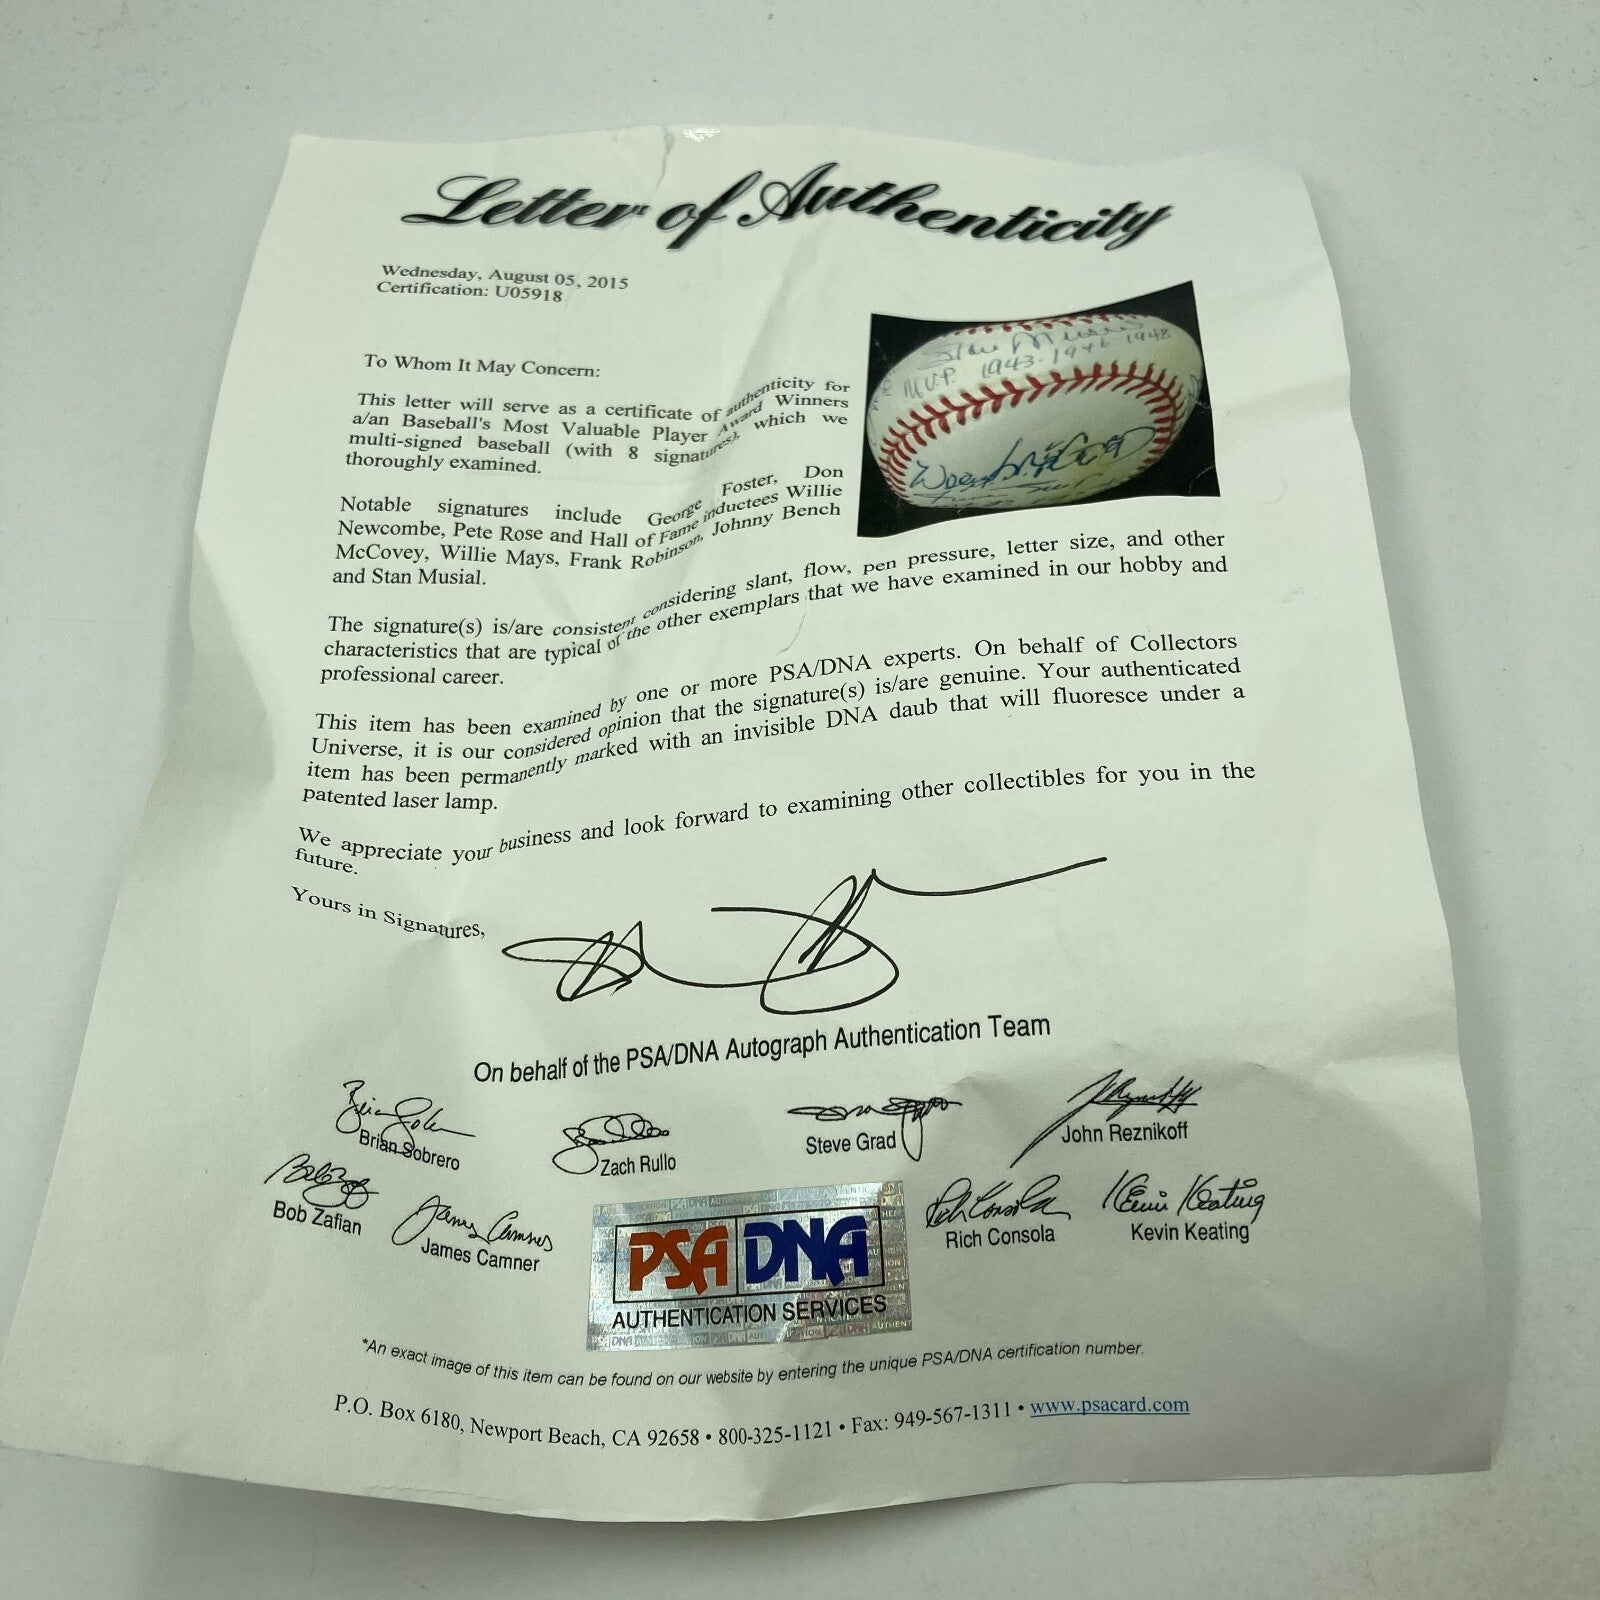 Letter of Authenticity
Wednesday, August 05, 2015
Certification: U05918
Stan Musial
M.V.P. 1943-1946 1948
To Whom It May Concern:
This letter will serve as a certificate of authenticity for
a/an Baseball's Most Valuable Player Award Winners
multi-signed baseball (with 8 signatures), which we
thoroughly examined.
Notable signatures include George Foster, Don
Newcombe, Pete Rose and Hall of Fame inductees Willie
McCovey, Willie Mays, Frank Robinson, Johnny Bench
and Stan Musial.
The signature(s) is/are consistent considering slant, flow, pen pressure, letter size, and other
characteristics that are typical of the other exemplars that we have examined in our hobby and
professional career.
This item has been examined by one or more PSA/DNA experts. On behalf of Collectors
Universe, it is our considered opinion that the signature(s) is/are genuine. Your authenticated
item has been permanently marked with an invisible DNA daub that will fluoresce under a
patented laser lamp.
We appreciate your business and look forward to examining other collectibles for you in the
future.
Yours in Signatures,
On behalf of the PSA/DNA Autograph Authentication Team
Brian Sobrero
Zach Rullo
Steve Grad
John Reznikoff
Bob Zafian
James Camner
James Camner
Rich Consola
Rich Consola
Kevin Keating
Kevin Keating
PSA DNA
AUTHENTICATION SERVICES
*An exact image of this item can be found on our website by entering the unique PSA/DNA certification number.
P.O. Box 6180, Newport Beach, CA 92658 • 800-325-1121 • Fax: 949-567-1311 • www.psacard.com